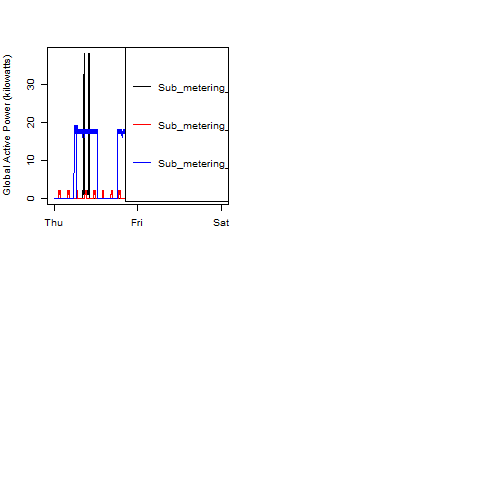 Global Active Power (kilowatts)
30
20
10
0
Sub_metering_
Sub_metering_
Sub_metering_
Thu
Fri
Sat